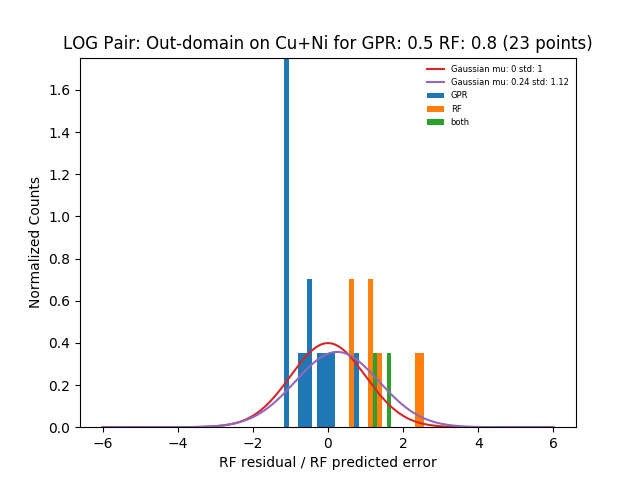 LOG Pair: Out-domain on Cu+Ni for GPR: 0.5 RF: 0.8 (23 points)
Gaussian mu: 0 std: 1
Gaussian mu: 0.24 std: 1.12
GPR
RF
both
Normalized Counts
1.6
1.4
1.2
1.0
0.8
0.6
0.4
0.2
0.0
−6 −4 −2 0 2 4 6
RF residual / RF predicted error